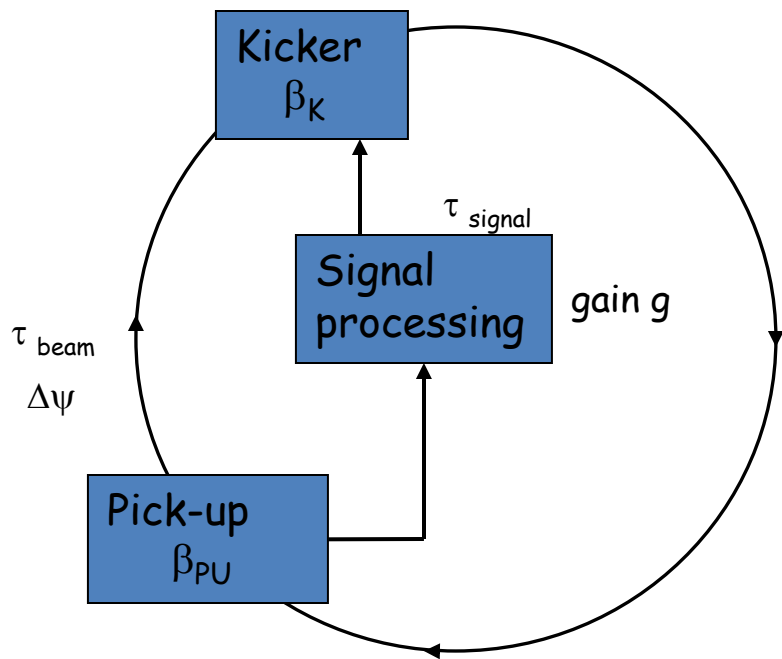 Kicker
βK
τ signal
Signal
processing
gain g
τ beam
Δψ
Pick-up
βPU